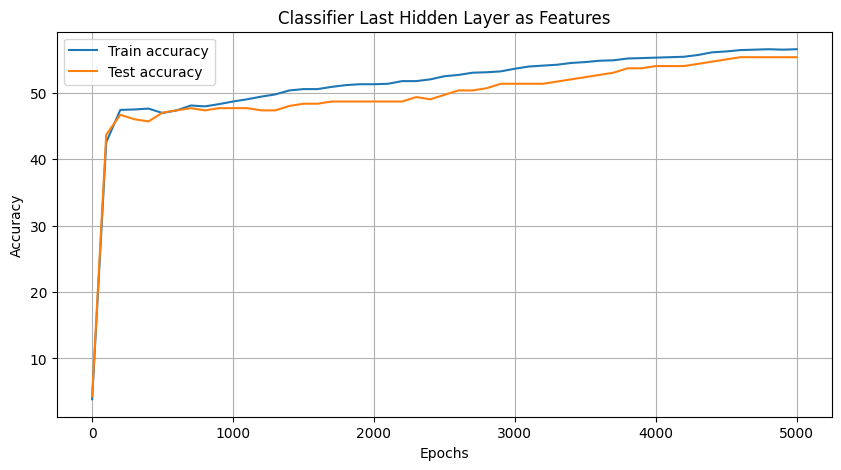 Classifier Last Hidden Layer as Features
Train accuracy
Test accuracy
50
40
30
20
10
Accuracy
0 1000 2000 3000 4000 5000
Epochs